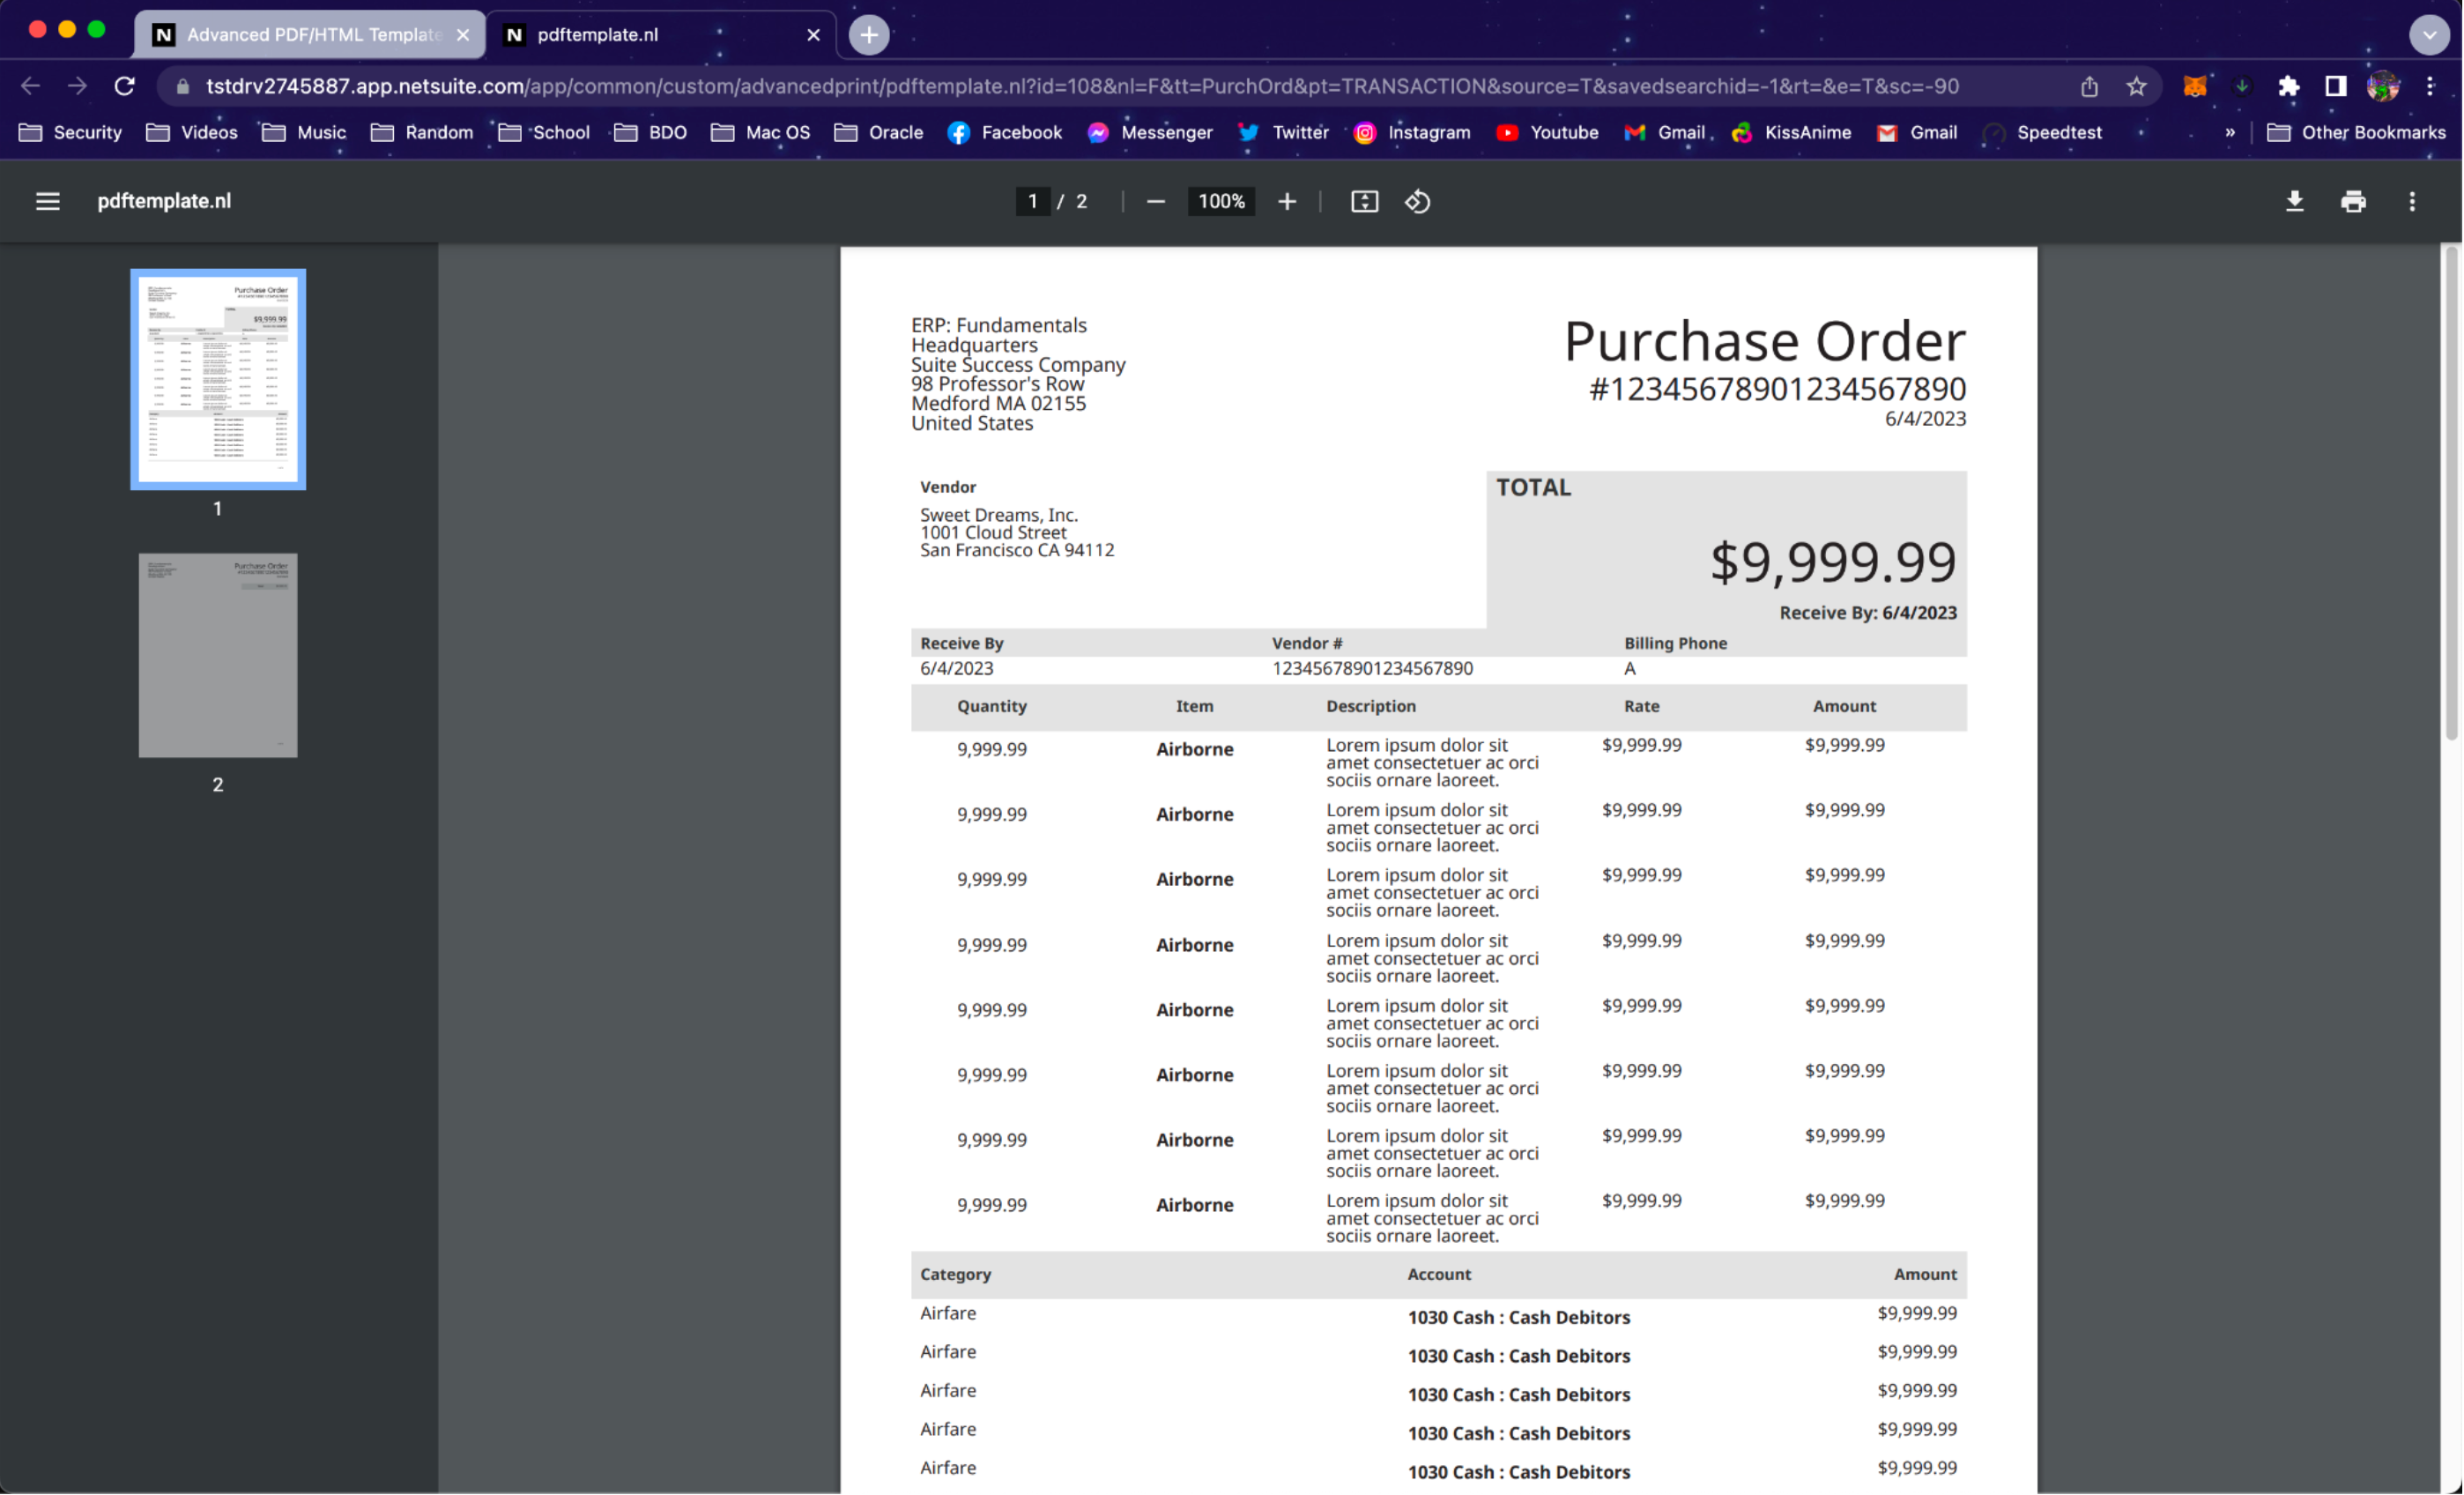 Advanced PDF/HTML Template
pdftemplate.nl
tstdrv2745887.app.netsuite.com/app/common/custom/advancedprint/pdftemplate.nl?id=108&nl=F&tt=PurchOrd&pt=TRANSACTION&source=T&savedsearchid=-1&rt=&e=T&sc=-90
Security Videos Music Random School BDO Mac OS Oracle Facebook Messenger Twitter Instagram Youtube Gmail KissAnime Gmail Speedtest » Other Bookmarks
pdftemplate.nl 1 / 2 100%
1
2
ERP: Fundamentals
Headquarters
Suite Success Company
98 Professor's Row
Medford MA 02155
United States
Purchase Order
#12345678901234567890
6/4/2023
Vendor
Sweet Dreams, Inc.
1001 Cloud Street
San Francisco CA 94112
TOTAL
$9,999.99
Receive By: 6/4/2023
Receive By Vendor # Billing Phone
6/4/2023 12345678901234567890 A
Quantity Item Description Rate Amount
9,999.99 Airborne Lorem ipsum dolor sit $9,999.99 $9,999.99
amet consectetuer ac orci
sociis ornare laoreet.
9,999.99 Airborne Lorem ipsum dolor sit $9,999.99 $9,999.99
amet consectetuer ac orci
sociis ornare laoreet.
9,999.99 Airborne Lorem ipsum dolor sit $9,999.99 $9,999.99
amet consectetuer ac orci
sociis ornare laoreet.
9,999.99 Airborne Lorem ipsum dolor sit $9,999.99 $9,999.99
amet consectetuer ac orci
sociis ornare laoreet.
9,999.99 Airborne Lorem ipsum dolor sit $9,999.99 $9,999.99
amet consectetuer ac orci
sociis ornare laoreet.
9,999.99 Airborne Lorem ipsum dolor sit $9,999.99 $9,999.99
amet consectetuer ac orci
sociis ornare laoreet.
9,999.99 Airborne Lorem ipsum dolor sit $9,999.99 $9,999.99
amet consectetuer ac orci
sociis ornare laoreet.
9,999.99 Airborne Lorem ipsum dolor sit $9,999.99 $9,999.99
amet consectetuer ac orci
sociis ornare laoreet.
Category Account Amount
Airfare 1030 Cash : Cash Debitors $9,999.99
Airfare 1030 Cash : Cash Debitors $9,999.99
Airfare 1030 Cash : Cash Debitors $9,999.99
Airfare 1030 Cash : Cash Debitors $9,999.99
Airfare 1030 Cash : Cash Debitors $9,999.99